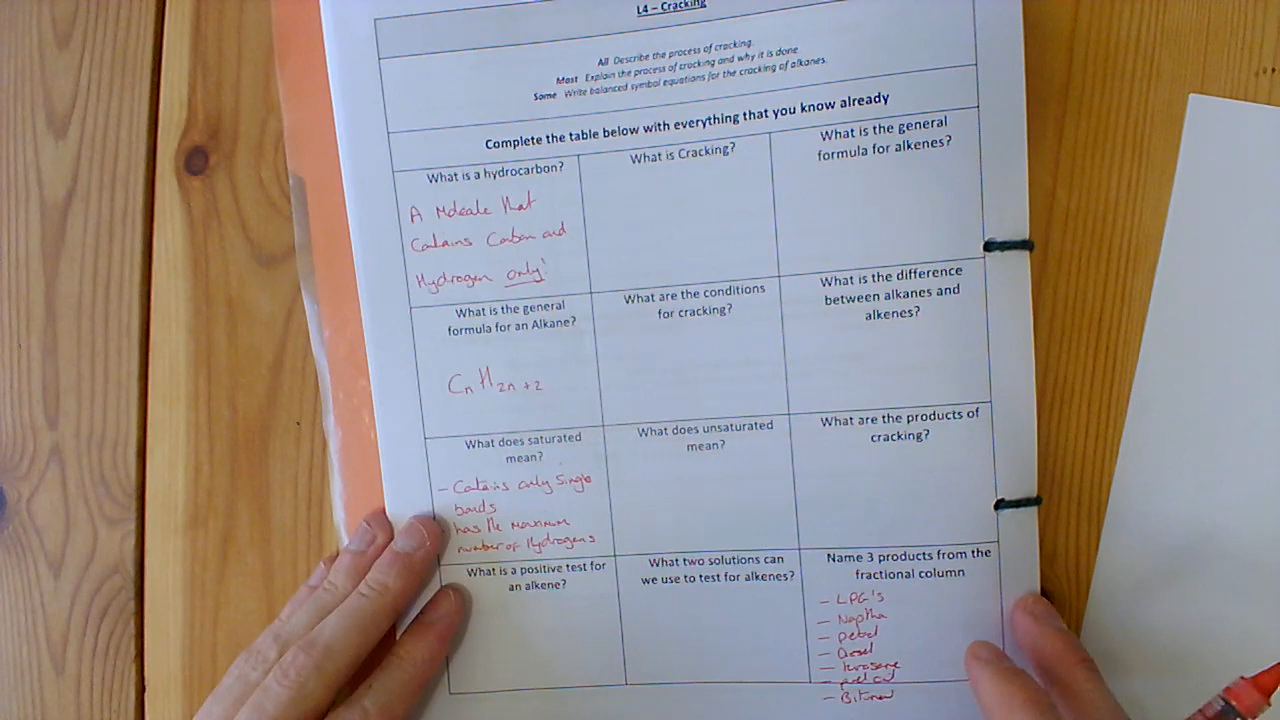 L4 – Cracking
All Describe the process of cracking.
Most Explain the process of cracking and why it is done
Some Write balanced symbol equations for the cracking of alkanes.
Complete the table below with everything that you know already
What is a hydrocarbon?
A Molecule that
Contains Carbon and
Hydrogen only!
What is Cracking?
What is the general
formula for alkenes?
What is the general
formula for an Alkane?
CnH2n+2
What are the conditions
for cracking?
What is the difference
between alkanes and
alkenes?
What does saturated
mean?
– Contains only Single
bonds
has the maximum
number of Hydrogens
What does unsaturated
mean?
What are the products of
cracking?
What is a positive test for
an alkene?
What two solutions can
we use to test for alkenes?
Name 3 products from the
fractional column
– LPG's
– Naptha
– petrol
– Diesel
– kerosene
– fuel oil
– Bitumen